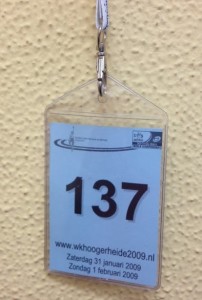 137
www.wkhoogerheide2009.nl
Zaterdag 31 januari 2009
Zondag 1 februari 2009